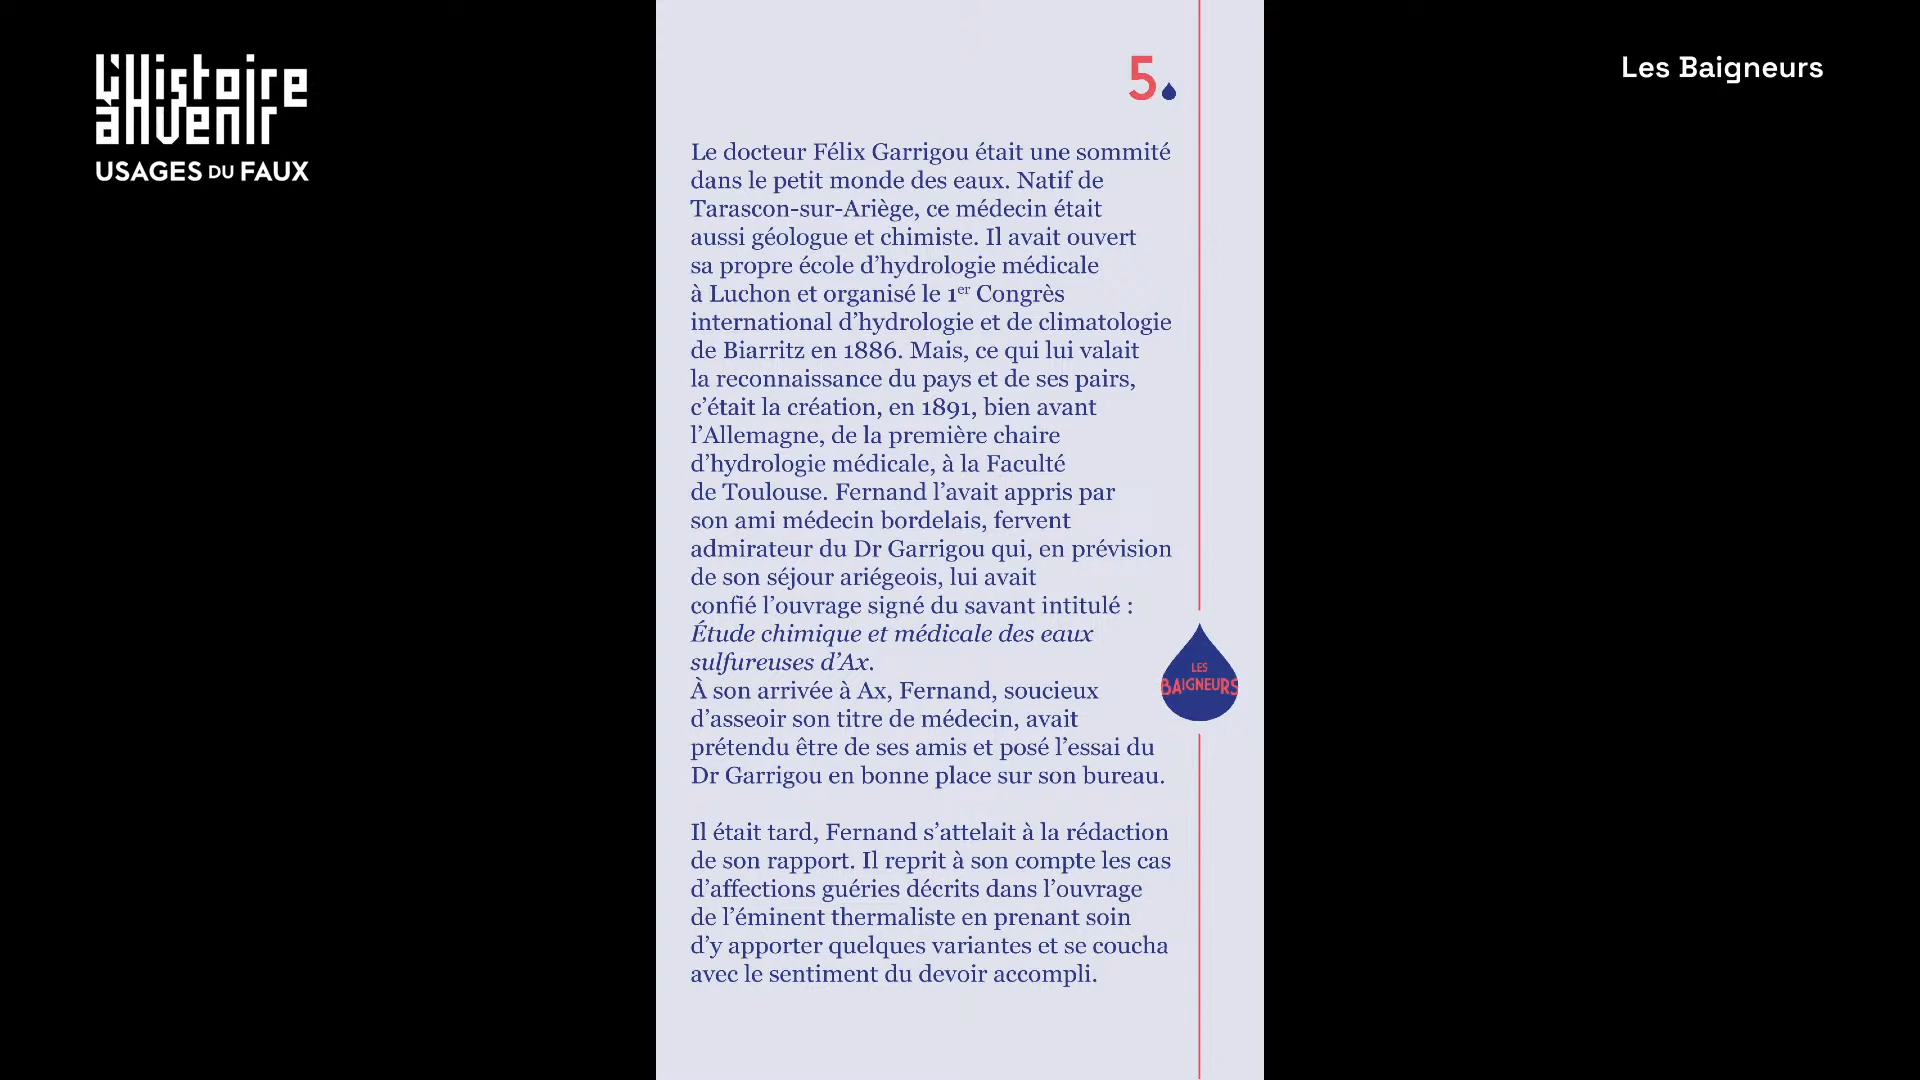 L'Histoire
à venir
USAGES DU FAUX
Les Baigneurs
5
Le docteur Félix Garrigou était une sommité
dans le petit monde des eaux. Natif de
Tarascon-sur-Ariège, ce médecin était
aussi géologue et chimiste. Il avait ouvert
sa propre école d’hydrologie médicale
à Luchon et organisé le 1er Congrès
international d’hydrologie et de climatologie
de Biarritz en 1886. Mais, ce qui lui valait
la reconnaissance du pays et de ses pairs,
c’était la création, en 1891, bien avant
l’Allemagne, de la première chaire
d’hydrologie médicale, à la Faculté
de Toulouse. Fernand l’avait appris par
son ami médecin bordelais, fervent
admirateur du Dr Garrigou qui, en prévision
de son séjour ariégeois, lui avait
confié l’ouvrage signé du savant intitulé :
Étude chimique et médicale des eaux
sulfureuses d’Ax.
À son arrivée à Ax, Fernand, soucieux
d’asseoir son titre de médecin, avait
prétendu être de ses amis et posé l’essai du
Dr Garrigou en bonne place sur son bureau.
Il était tard, Fernand s’attelait à la rédaction
de son rapport. Il reprit à son compte les cas
d’affections guéries décrits dans l’ouvrage
de l’éminent thermaliste en prenant soin
d’y apporter quelques variantes et se coucha
avec le sentiment du devoir accompli.
LES
BAIGNEURS